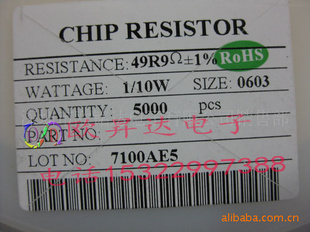 CHIP RESISTOR
RESISTANCE: 49R9Ω±1% RoHS
WATTAGE: 1/10W SIZE: 0603
QUANTITY: 5000 pcs
PART NO:
昇达电子
LOT NO: 7100AE5
电话15322997388
alibaba.com.cn